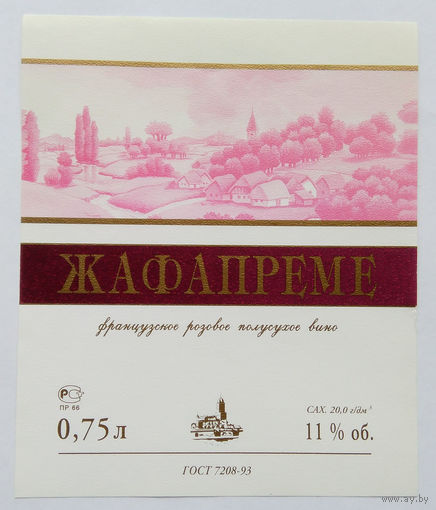 ЖАФАПРЕМЕ
французское розовое полусухое вино
ПР 66
0,75 л
САХ. 20,0 г/дм³
11 % об.
ГОСТ 7208-93
www.ay.by